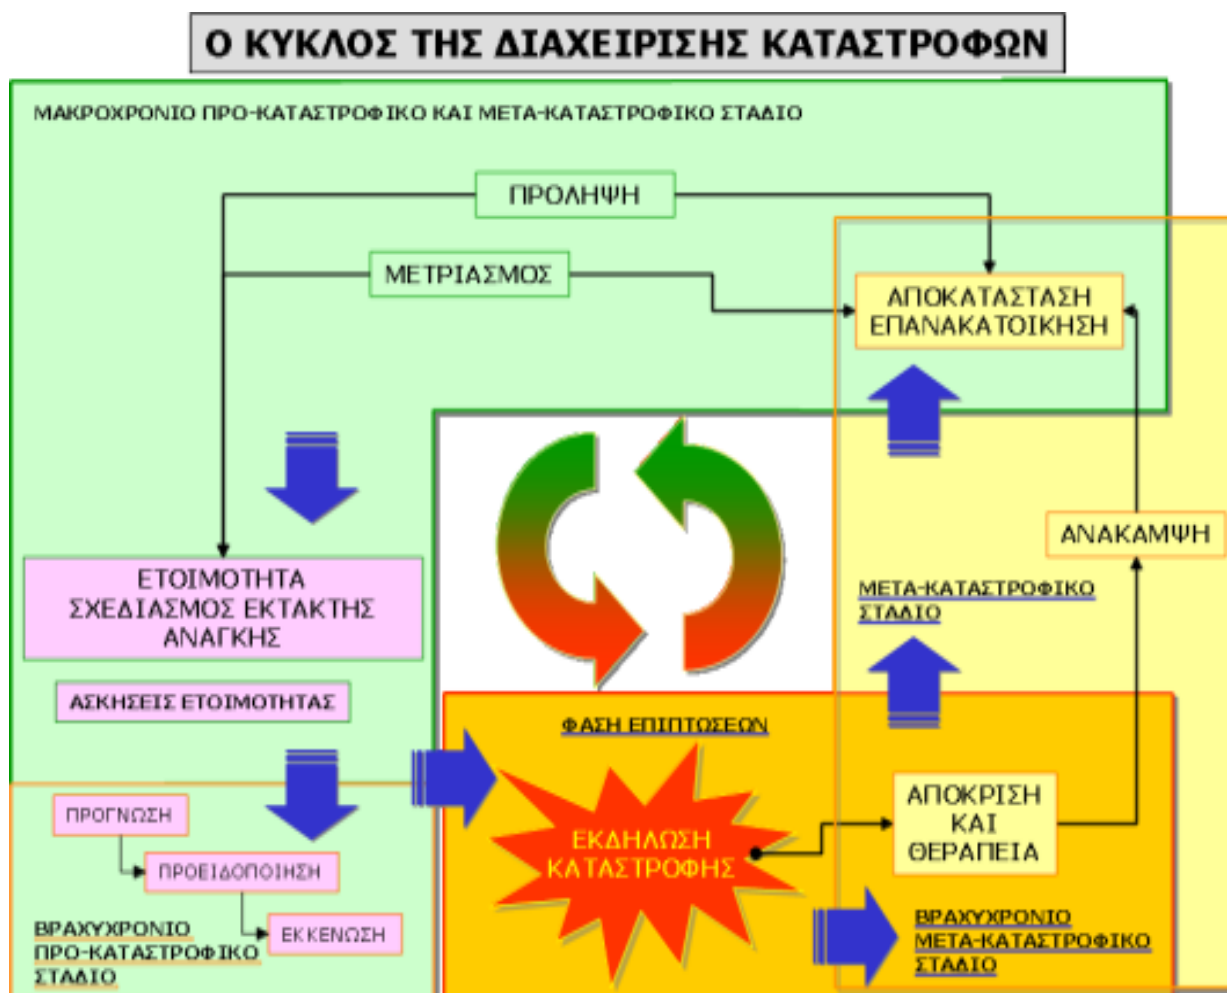 Ο ΚΥΚΛΟΣ ΤΗΣ ΔΙΑΧΕΙΡΙΣΗΣ ΚΑΤΑΣΤΡΟΦΩΝ
ΜΑΚΡΟΧΡΟΝΙΟ ΠΡΟ-ΚΑΤΑΣΤΡΟΦΙΚΟ ΚΑΙ ΜΕΤΑ-ΚΑΤΑΣΤΡΟΦΙΚΟ ΣΤΑΔΙΟ
ΠΡΟΛΗΨΗ
ΜΕΤΡΙΑΣΜΟΣ
ΑΠΟΚΑΤΑΣΤΑΣΗ
ΕΠΑΝΑΚΑΤΟΙΚΗΣΗ
ΑΝΑΚΑΜΨΗ
ΕΤΟΙΜΟΤΗΤΑ
ΣΧΕΔΙΑΣΜΟΣ ΕΚΤΑΚΤΗΣ
ΑΝΑΓΚΗΣ
ΜΕΤΑ-ΚΑΤΑΣΤΡΟΦΙΚΟ
ΣΤΑΔΙΟ
ΑΣΚΗΣΕΙΣ ΕΤΟΙΜΟΤΗΤΑΣ
ΦΑΣΗ ΕΠΙΠΤΩΣΕΩΝ
ΠΡΟΓΝΩΣΗ
ΠΡΟΕΙΔΟΠΟΙΗΣΗ
ΕΚΚΕΝΩΣΗ
ΒΡΑΧΥΧΡΟΝΙΟ
ΠΡΟ-ΚΑΤΑΣΤΡΟΦΙΚΟ
ΣΤΑΔΙΟ
ΕΚΔΗΛΩΣΗ
ΚΑΤΑΣΤΡΟΦΗΣ
ΑΠΟΚΡΙΣΗ
ΚΑΙ
ΘΕΡΑΠΕΙΑ
ΒΡΑΧΥΧΡΟΝΙΟ
ΜΕΤΑ-ΚΑΤΑΣΤΡΟΦΙΚΟ
ΣΤΑΔΙΟ